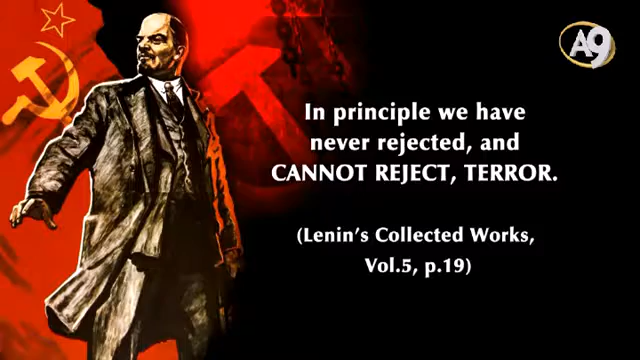 A9
In principle we have
never rejected, and
CANNOT REJECT, TERROR.
(Lenin's Collected Works,
Vol.5, p.19)